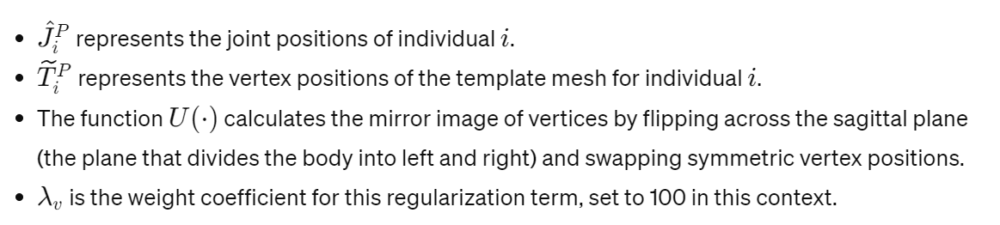 • $\hat{J}_i^P$ represents the joint positions of individual $i$.
• $\widetilde{T}_i^P$ represents the vertex positions of the template mesh for individual $i$.
• The function $U(\cdot)$ calculates the mirror image of vertices by flipping across the sagittal plane
(the plane that divides the body into left and right) and swapping symmetric vertex positions.
• $\lambda_v$ is the weight coefficient for this regularization term, set to 100 in this context.